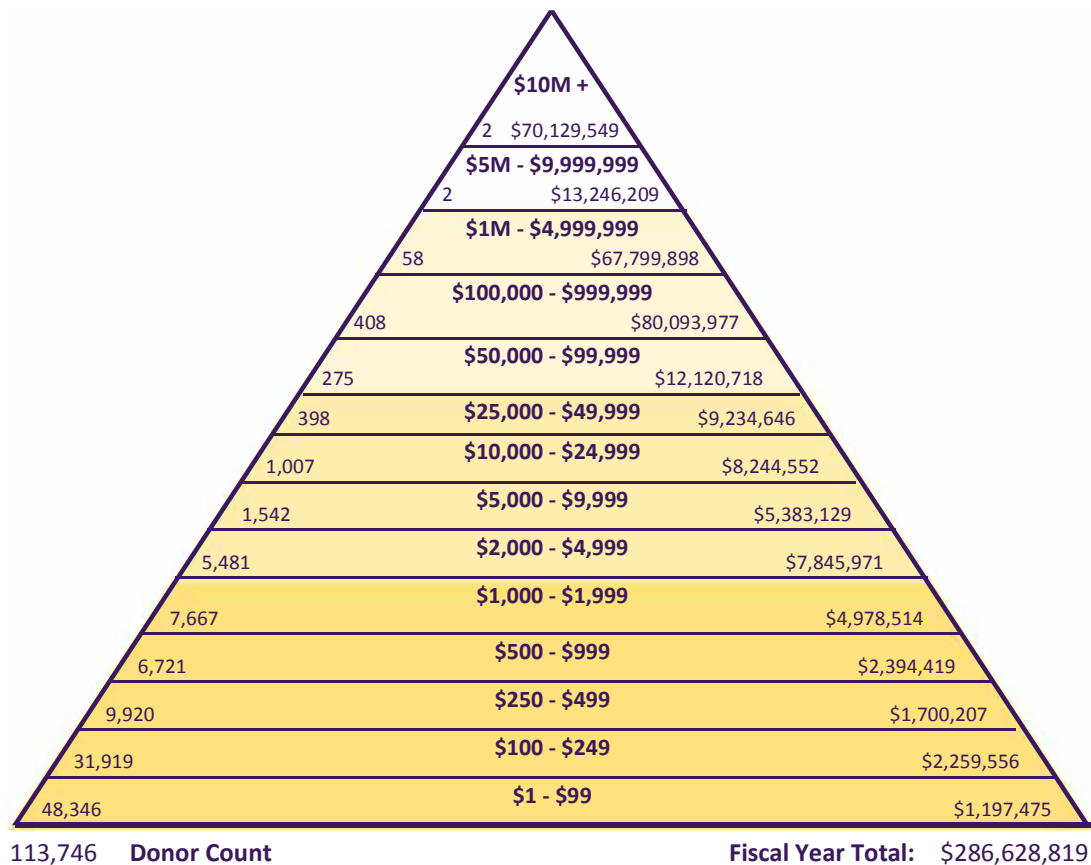 $10M +
2 $70,129,549
$5M - $9,999,999
2 $13,246,209
$1M - $4,999,999
58 $67,799,898
$100,000 - $999,999
408 $80,093,977
$50,000 - $99,999
275 $12,120,718
$25,000 - $49,999
398 $9,234,646
$10,000 - $24,999
1,007 $8,244,552
$5,000 - $9,999
1,542 $5,383,129
$2,000 - $4,999
5,481 $7,845,971
$1,000 - $1,999
7,667 $4,978,514
$500 - $999
6,721 $2,394,419
$250 - $499
9,920 $1,700,207
$100 - $249
31,919 $2,259,556
$1 - $99
48,346 $1,197,475
113,746 Donor Count Fiscal Year Total: $286,628,819